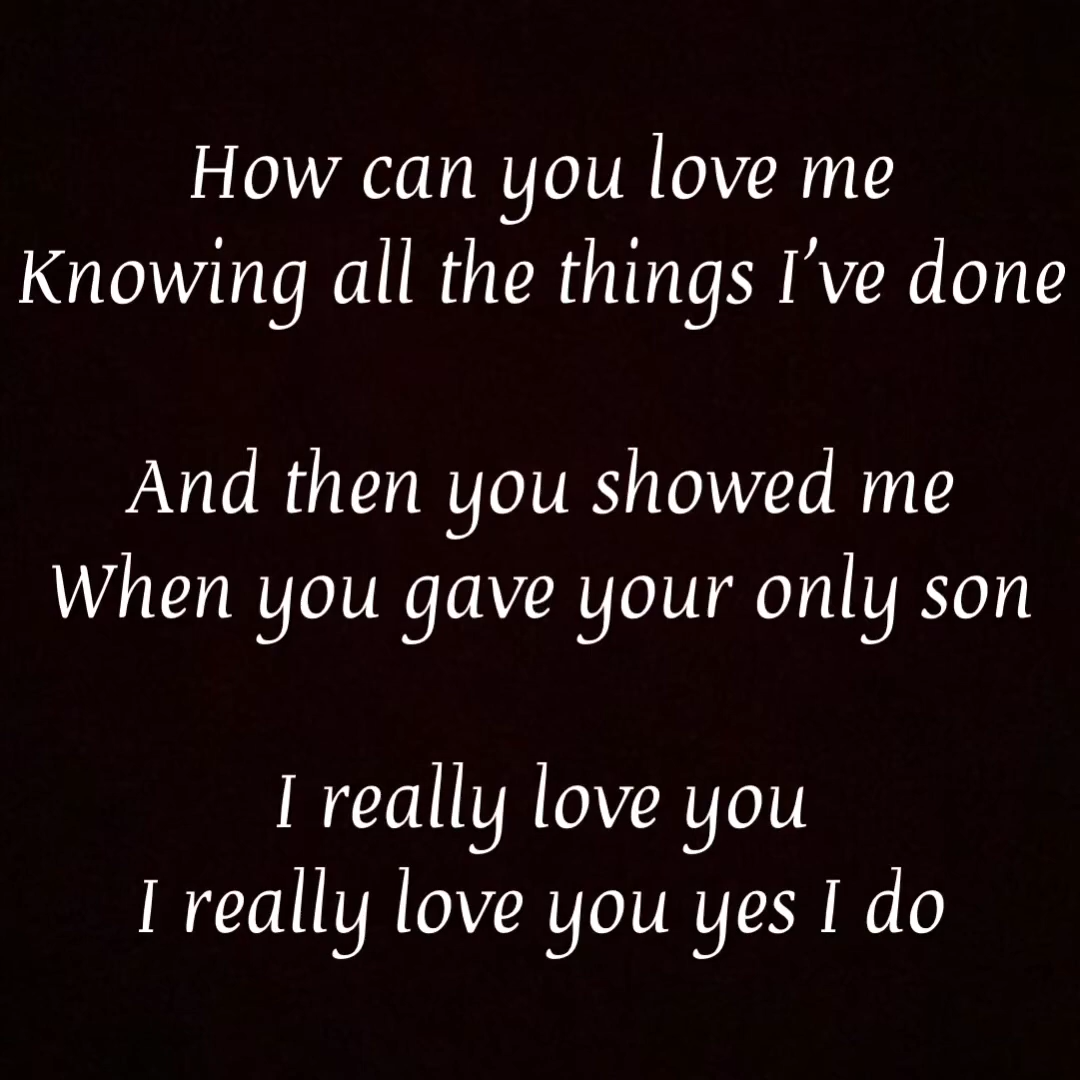 How can you love me
Knowing all the things I’ve done
And then you showed me
When you gave your only son
I really love you
I really love you yes I do